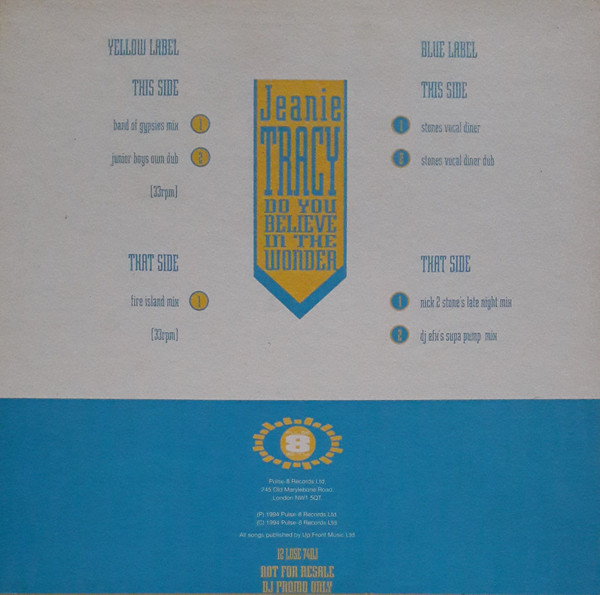 YELLOW LABEL
THIS SIDE
band of gypsies mix 1
junior boys own dub 2
[33rpm]
THAT SIDE
fire island mix 1
[33rpm]
Jeanie
TRACY
DO YOU
BELIEVE
IN THE
WONDER
BLUE LABEL
THIS SIDE
1 stones vocal diner
2 stones vocal diner dub
THAT SIDE
1 nick 2 stone's late night mix
2 dj efx's supa pump mix
8
Pulse-8 Records Ltd.
Old Marylebone Road,
London NW1 5QT.
(P) 1994 Pulse-8 Records Ltd.
(C) 1994 Pulse-8 Records Ltd.
All songs published by Up Front Music Ltd.
12 LOSE 74DJ
NOT FOR RESALE
DJ PROMO ONLY